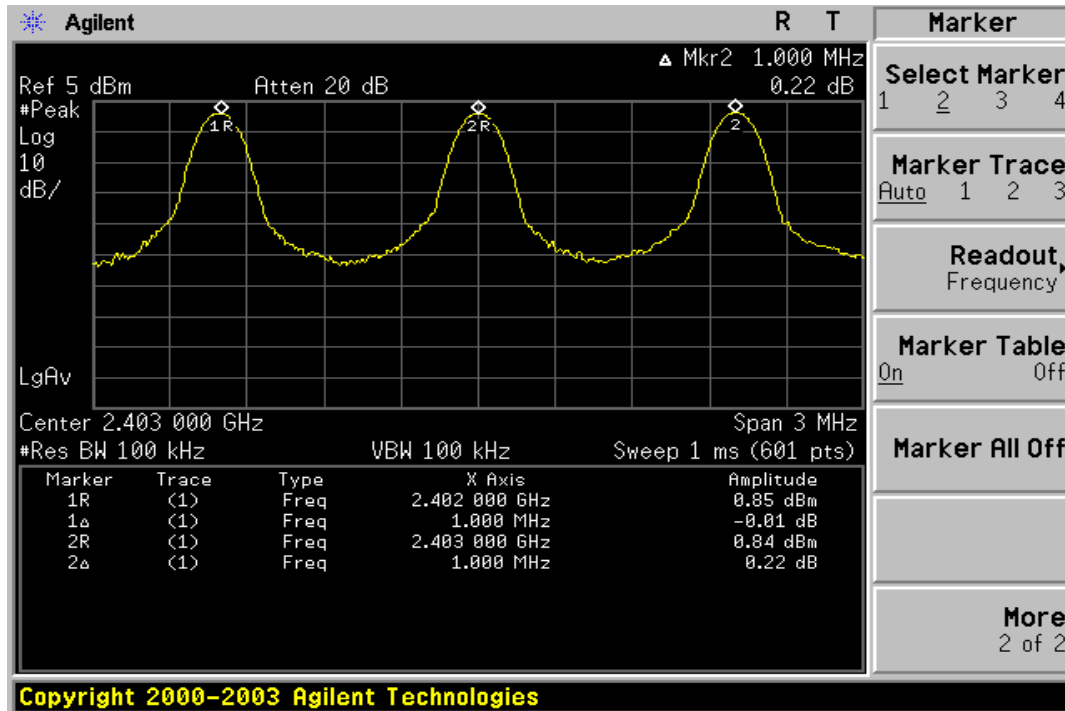 Agilent R T
Δ Mkr2 1.000 MHz
Ref 5 dBm Atten 20 dB 0.22 dB
#Peak
Log
10
dB/
1R
2R
2
LgAv
Center 2.403 000 GHz Span 3 MHz
#Res BW 100 kHz VBW 100 kHz Sweep 1 ms (601 pts)
Marker Trace Type X Axis Amplitude
1R (1) Freq 2.402 000 GHz 0.85 dBm
1Δ (1) Freq 1.000 MHz -0.01 dB
2R (1) Freq 2.403 000 GHz 0.84 dBm
2Δ (1) Freq 1.000 MHz 0.22 dB
Copyright 2000-2003 Agilent Technologies
Marker
Select Marker
1 2 3 4
Marker Trace
Auto 1 2 3
Readout
Frequency
Marker Table
On Off
Marker All Off
More
2 of 2